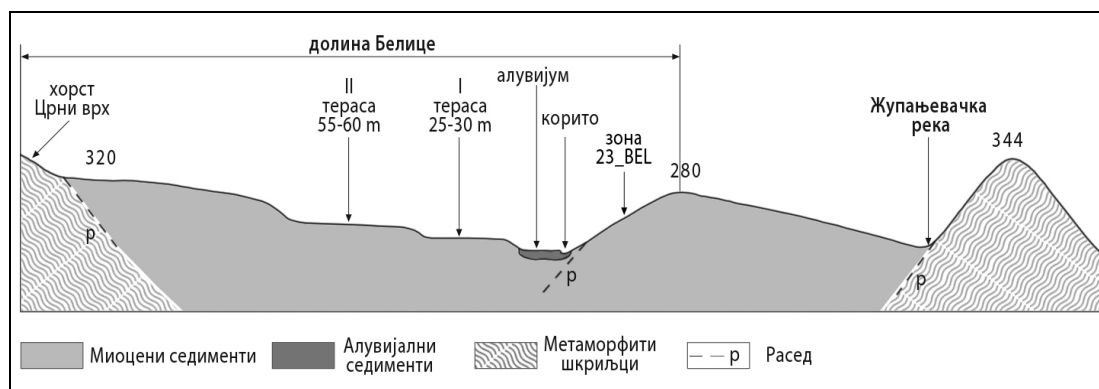 долина Белице
хорст
Црни врх
II
тераса
55-60 m
I
тераса
25-30 m
алувијум
корито
зона
23_BEL
Жупањевачка
река
344
320
280
р
р
р
Миоцени седименти
Алувијални
седименти
Метаморфити
шкриљци
р
Расед